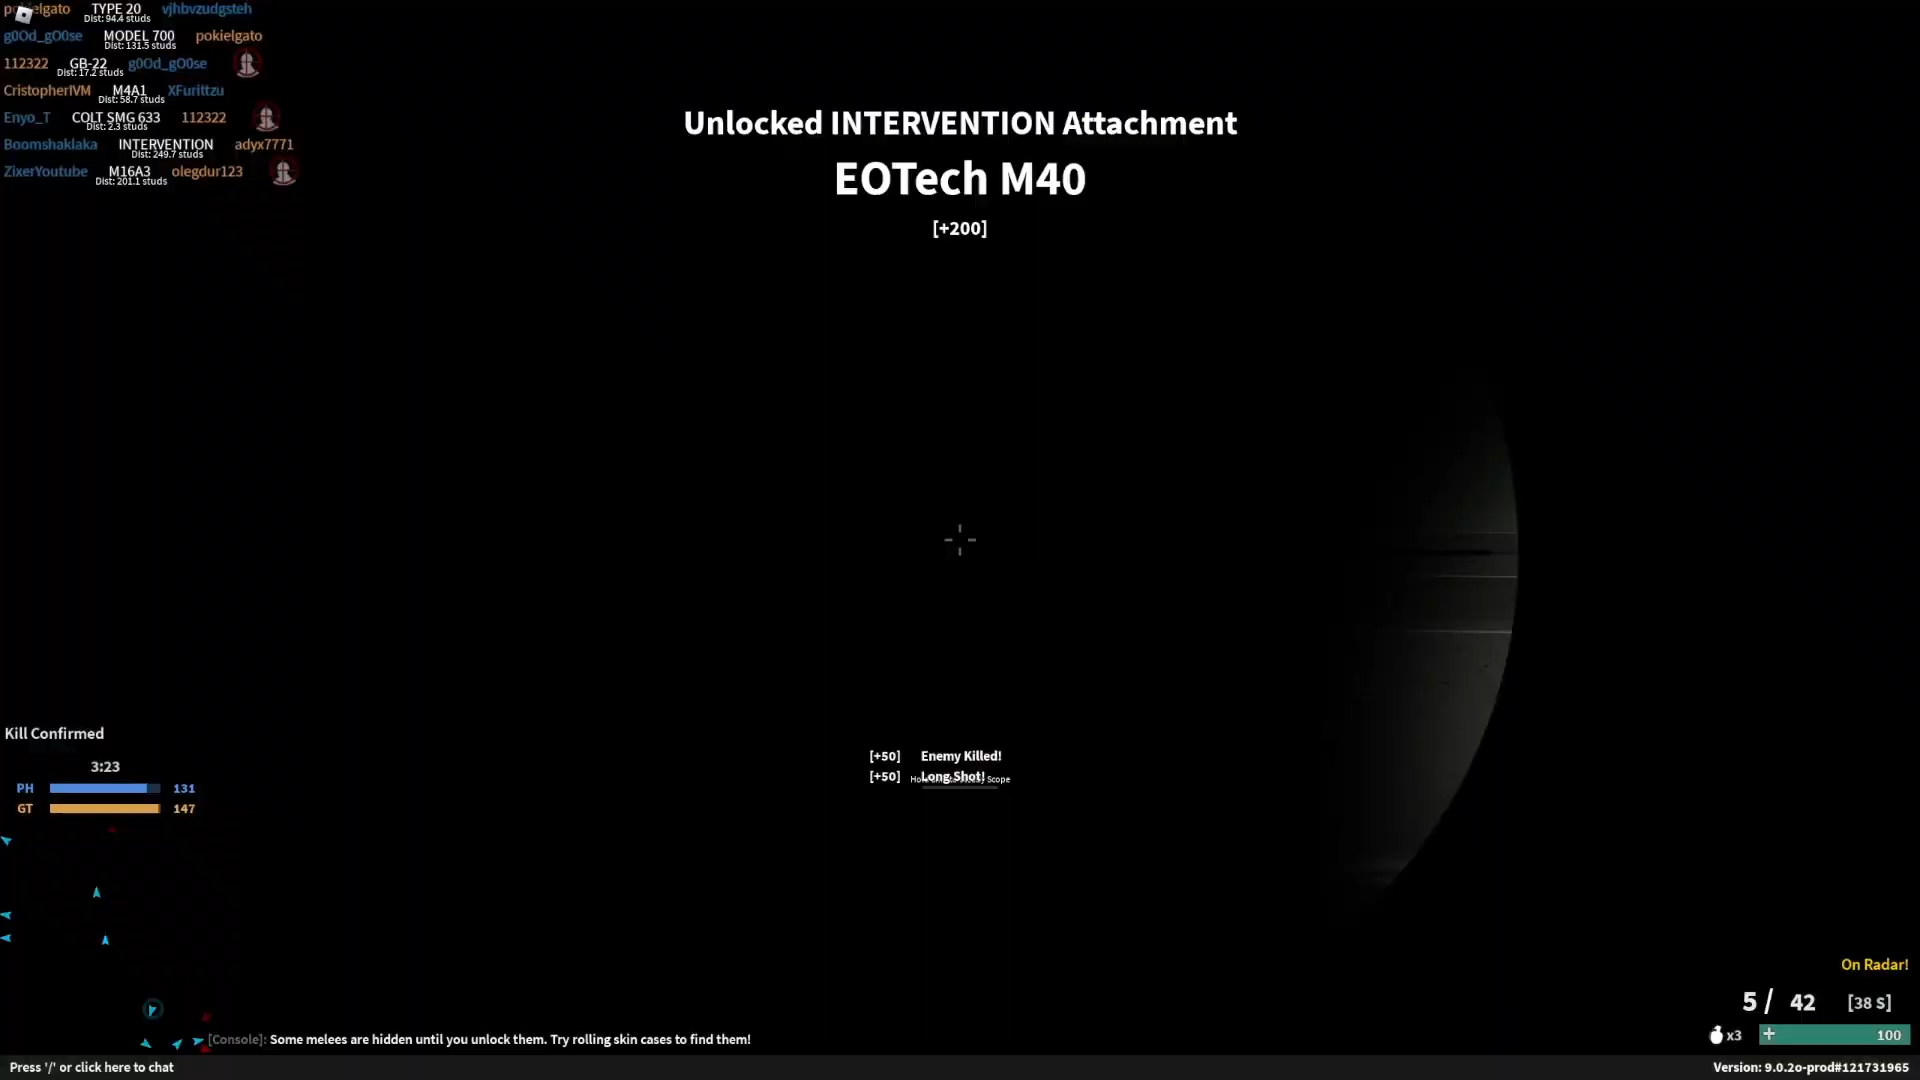 TYPE 20 vjhbvzudgsteh
Dist: 94.4 studs
g0Od_gO0se MODEL 700 pokielgato
Dist: 131.5 studs
112322 GB-22 g0Od_gO0se
Dist: 17.2 studs
CristopherIVM M4A1 XFurittzu
Dist: 58.7 studs
Enyo_T COLT SMG 633 112322
Dist: 2.3 studs
Boomshaklaka INTERVENTION adyx7771
Dist: 249.7 studs
ZixerYoutube M16A3 olegdur123
Dist: 201.1 studs
Unlocked INTERVENTION Attachment
EOTech M40
[+200]
[+50] Enemy Killed!
[+50] Long Shot!
Scope
Kill Confirmed
3:23
PH 131
GT 147
On Radar!
5 / 42 [38 S]
x3 100
[Console]: Some melees are hidden until you unlock them. Try rolling skin cases to find them!
Press '/' or click here to chat
Version: 9.0.2o-prod#121731965